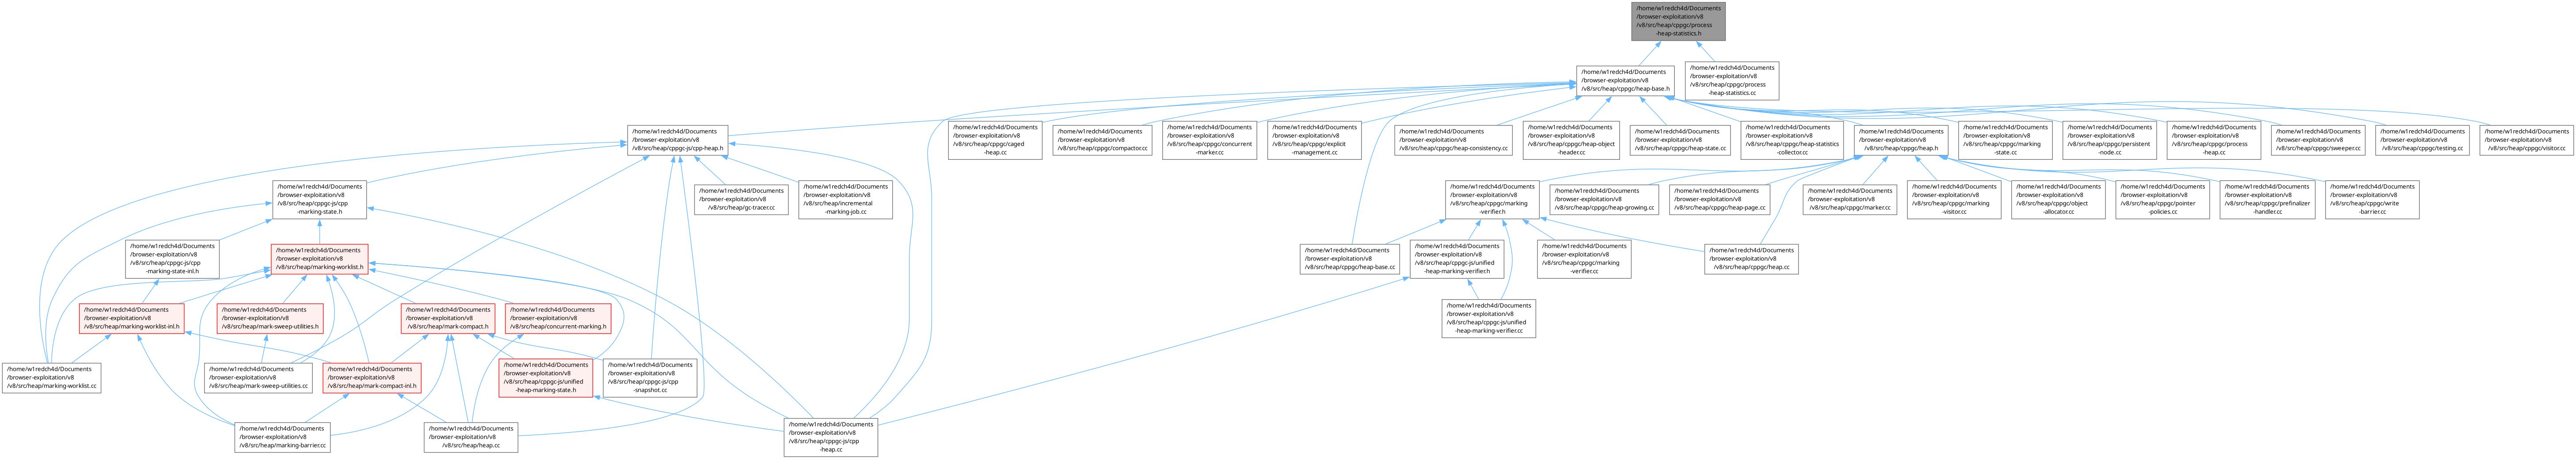 /home/w1redch4d/Documents
/browser-exploitation/v8
/v8/src/heap/cppgc/process
-heap-statistics.h
/home/w1redch4d/Documents
/browser-exploitation/v8
/v8/src/heap/cppgc/heap-base.h
/home/w1redch4d/Documents
/browser-exploitation/v8
/v8/src/heap/cppgc/process
-heap-statistics.cc
/home/w1redch4d/Documents
/browser-exploitation/v8
/v8/src/heap/cppgc-js/cpp-heap.h
/home/w1redch4d/Documents
/browser-exploitation/v8
/v8/src/heap/cppgc/caged
-heap.cc
/home/w1redch4d/Documents
/browser-exploitation/v8
/v8/src/heap/cppgc/compactor.cc
/home/w1redch4d/Documents
/browser-exploitation/v8
/v8/src/heap/cppgc/concurrent
-marker.cc
/home/w1redch4d/Documents
/browser-exploitation/v8
/v8/src/heap/cppgc/explicit
-management.cc
/home/w1redch4d/Documents
/browser-exploitation/v8
/v8/src/heap/cppgc/heap-consistency.cc
/home/w1redch4d/Documents
/browser-exploitation/v8
/v8/src/heap/cppgc/heap-object
-header.cc
/home/w1redch4d/Documents
/browser-exploitation/v8
/v8/src/heap/cppgc/heap-state.cc
/home/w1redch4d/Documents
/browser-exploitation/v8
/v8/src/heap/cppgc/heap-statistics
-collector.cc
/home/w1redch4d/Documents
/browser-exploitation/v8
/v8/src/heap/cppgc/heap.h
/home/w1redch4d/Documents
/browser-exploitation/v8
/v8/src/heap/cppgc/marking
-state.cc
/home/w1redch4d/Documents
/browser-exploitation/v8
/v8/src/heap/cppgc/persistent
-node.cc
/home/w1redch4d/Documents
/browser-exploitation/v8
/v8/src/heap/cppgc/process
-heap.cc
/home/w1redch4d/Documents
/browser-exploitation/v8
/v8/src/heap/cppgc/sweeper.cc
/home/w1redch4d/Documents
/browser-exploitation/v8
/v8/src/heap/cppgc/testing.cc
/home/w1redch4d/Documents
/browser-exploitation/v8
/v8/src/heap/cppgc/visitor.cc
/home/w1redch4d/Documents
/browser-exploitation/v8
/v8/src/heap/cppgc-js/cpp
-marking-state.h
/home/w1redch4d/Documents
/browser-exploitation/v8
/v8/src/heap/gc-tracer.cc
/home/w1redch4d/Documents
/browser-exploitation/v8
/v8/src/heap/incremental
-marking-job.cc
/home/w1redch4d/Documents
/browser-exploitation/v8
/v8/src/heap/cppgc/marking
-verifier.h
/home/w1redch4d/Documents
/browser-exploitation/v8
/v8/src/heap/cppgc/heap-growing.cc
/home/w1redch4d/Documents
/browser-exploitation/v8
/v8/src/heap/cppgc/heap-page.cc
/home/w1redch4d/Documents
/browser-exploitation/v8
/v8/src/heap/cppgc/marker.cc
/home/w1redch4d/Documents
/browser-exploitation/v8
/v8/src/heap/cppgc/marking
-visitor.cc
/home/w1redch4d/Documents
/browser-exploitation/v8
/v8/src/heap/cppgc/object
-allocator.cc
/home/w1redch4d/Documents
/browser-exploitation/v8
/v8/src/heap/cppgc/pointer
-policies.cc
/home/w1redch4d/Documents
/browser-exploitation/v8
/v8/src/heap/cppgc/prefinalizer
-handler.cc
/home/w1redch4d/Documents
/browser-exploitation/v8
/v8/src/heap/cppgc/write
-barrier.cc
/home/w1redch4d/Documents
/browser-exploitation/v8
/v8/src/heap/cppgc-js/cpp
-marking-state-inl.h
/home/w1redch4d/Documents
/browser-exploitation/v8
/v8/src/heap/marking-worklist.h
/home/w1redch4d/Documents
/browser-exploitation/v8
/v8/src/heap/cppgc/heap-base.cc
/home/w1redch4d/Documents
/browser-exploitation/v8
/v8/src/heap/cppgc-js/unified
-heap-marking-verifier.h
/home/w1redch4d/Documents
/browser-exploitation/v8
/v8/src/heap/cppgc/marking
-verifier.cc
/home/w1redch4d/Documents
/browser-exploitation/v8
/v8/src/heap/cppgc/heap.cc
/home/w1redch4d/Documents
/browser-exploitation/v8
/v8/src/heap/marking-worklist-inl.h
/home/w1redch4d/Documents
/browser-exploitation/v8
/v8/src/heap/mark-sweep-utilities.h
/home/w1redch4d/Documents
/browser-exploitation/v8
/v8/src/heap/mark-compact.h
/home/w1redch4d/Documents
/browser-exploitation/v8
/v8/src/heap/concurrent-marking.h
/home/w1redch4d/Documents
/browser-exploitation/v8
/v8/src/heap/cppgc-js/unified
-heap-marking-verifier.cc
/home/w1redch4d/Documents
/browser-exploitation/v8
/v8/src/heap/marking-worklist.cc
/home/w1redch4d/Documents
/browser-exploitation/v8
/v8/src/heap/mark-sweep-utilities.cc
/home/w1redch4d/Documents
/browser-exploitation/v8
/v8/src/heap/mark-compact-inl.h
/home/w1redch4d/Documents
/browser-exploitation/v8
/v8/src/heap/cppgc-js/unified
-heap-marking-state.h
/home/w1redch4d/Documents
/browser-exploitation/v8
/v8/src/heap/cppgc-js/cpp
-snapshot.cc
/home/w1redch4d/Documents
/browser-exploitation/v8
/v8/src/heap/marking-barrier.cc
/home/w1redch4d/Documents
/browser-exploitation/v8
/v8/src/heap/heap.cc
/home/w1redch4d/Documents
/browser-exploitation/v8
/v8/src/heap/cppgc-js/cpp
-heap.cc